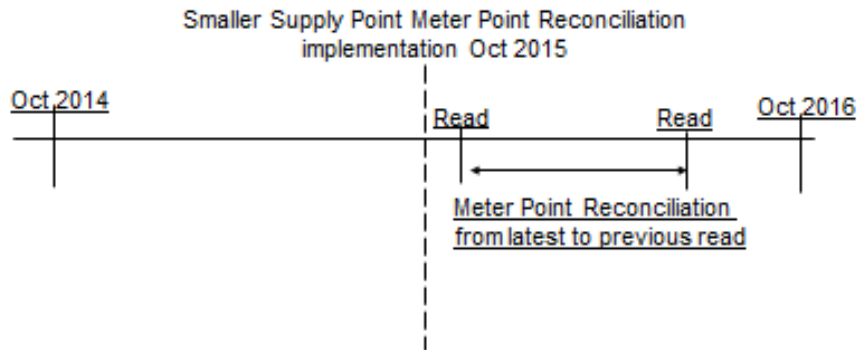 Smaller Supply Point Meter Point Reconciliation
implementation Oct 2015
Oct 2014
Read
Read
Oct 2016
Meter Point Reconciliation
from latest to previous read